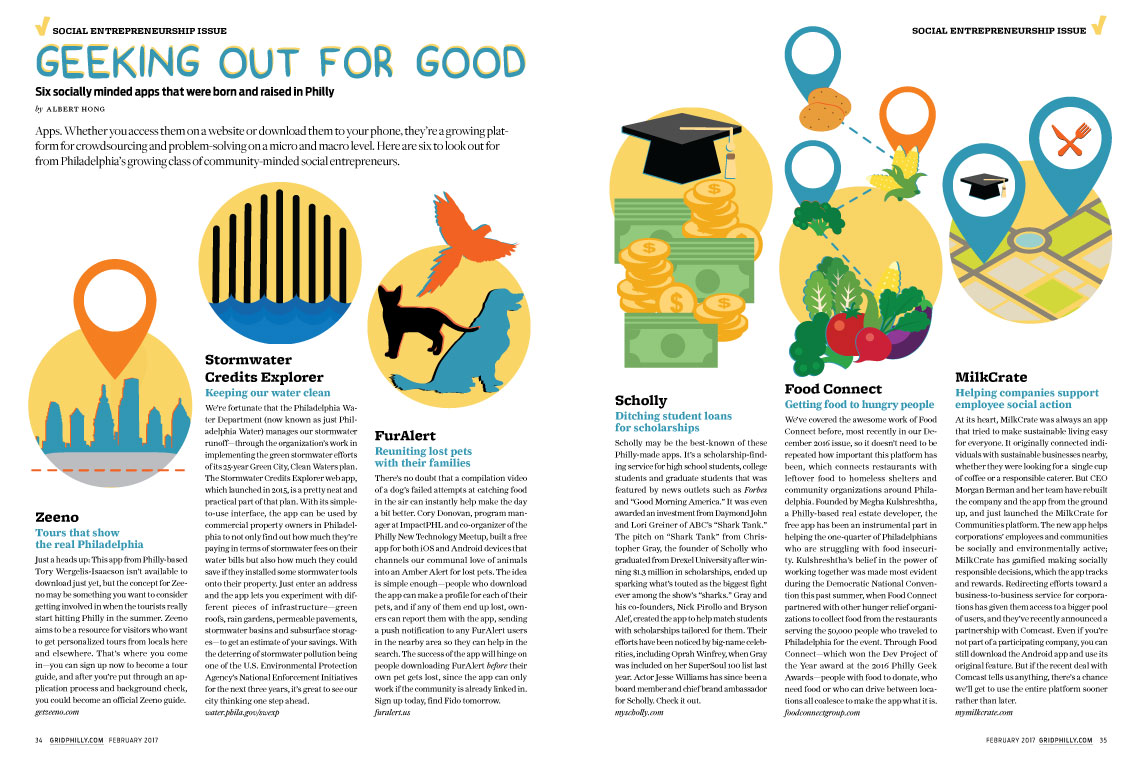 SOCIAL ENTREPRENEURSHIP ISSUE
GEEKING OUT FOR GOOD
Six socially minded apps that were born and raised in Philly
by ALBERT HONG
Apps. Whether you access them on a website or download them to your phone, they're a growing plat-
form for crowdsourcing and problem-solving on a micro and macro level. Here are six to look out for
from Philadelphia's growing class of community-minded social entrepreneurs.
Zeeno
Tours that show
the real Philadelphia
Just a heads up: This app from Philly-based
Tory Wergelis-Isaacson isn't available to
download just yet, but the concept for Zee-
no may be something you want to consider
getting involved in when the tourists really
start hitting Philly in the summer. Zeeno
aims to be a resource for visitors who want
to get personalized tours from locals here
and elsewhere. That's where you come
in—you can sign up now to become a tour
guide, and after you're put through an ap-
plication process and background check,
you could become an official Zeeno guide.
getzeeno.com
Stormwater
Credits Explorer
Keeping our water clean
We're fortunate that the Philadelphia Wa-
ter Department (now known as just Phil-
adelphia Water) manages our stormwater
runoff—through the organization's work in
implementing the green stormwater efforts
of its 25-year Green City, Clean Waters plan.
The Stormwater Credits Explorer web app,
which launched in 2015, is a pretty neat and
practical part of that plan. With its simple-
to-use interface, the app can be used by
commercial property owners in Philadel-
phia to not only find out how much they're
paying in terms of stormwater fees on their
water bills but also how much they could
save if they installed some stormwater tools
onto their property. Just enter an address
and the app lets you experiment with dif-
ferent pieces of infrastructure—green
roofs, rain gardens, permeable pavements,
stormwater basins and subsurface storag-
es—to get an estimate of your savings. With
the deterring of stormwater pollution being
one of the U.S. Environmental Protection
Agency's National Enforcement Initiatives
for the next three years, it's great to see our
city thinking one step ahead.
water.phila.gov/swexp
FurAlert
Reuniting lost pets
with their families
There's no doubt that a compilation video
of a dog's failed attempts at catching food
in the air can instantly help make the day
a bit better. Cory Donovan, program man-
ager at ImpactPHL and co-organizer of the
Philly New Technology Meetup, built a free
app for both iOS and Android devices that
channels our communal love of animals
into an Amber Alert for lost pets. The idea
is simple enough—people who download
the app can make a profile for each of their
pets, and if any of them end up lost, own-
ers can report them with the app, sending
a push notification to any FurAlert users
in the nearby area so they can help in the
search. The success of the app will hinge on
people downloading FurAlert before their
own pet gets lost, since the app can only
work if the community is already linked in.
Sign up today, find Fido tomorrow.
furalert.us
34 GRIDPHILLY.COM FEBRUARY 2017
SOCIAL ENTREPRENEURSHIP ISSUE
Scholly
Ditching student loans
for scholarships
Scholly may be the best-known of these
Philly-made apps. It's a scholarship-find-
ing service for high school students, college
students and graduate students that was
featured by news outlets such as Forbes
and "Good Morning America." It was even
awarded an investment from Daymond John
and Lori Greiner of ABC's "Shark Tank."
The pitch on "Shark Tank" from Chris-
topher Gray, the founder of Scholly who
graduated from Drexel University after win-
ning $1.3 million in scholarships, ended up
sparking what's touted as the biggest fight
ever among the show's "sharks." Gray and
his co-founders, Nick Pirollo and Bryson
Alef, created the app to help match students
with scholarships tailored for them. Their
efforts have been noticed by big-name celeb-
rities, including Oprah Winfrey, when Gray
was included on her SuperSoul 100 list last
year. Actor Jesse Williams has since been a
board member and chief brand ambassador
for Scholly. Check it out.
myscholly.com
Food Connect
Getting food to hungry people
We've covered the awesome work of Food
Connect before, most recently in our De-
cember 2016 issue, so it doesn't need to be
repeated how important this platform has
been, which connects restaurants with
leftover food to homeless shelters and
community organizations around Phila-
delphia. Founded by Megha Kulshreshtha,
a Philly-based real estate developer, the
free app has been an instrumental part in
helping the one-quarter of Philadelphians
who are struggling with food insecuri-
ty. Kulshreshtha's belief in the power of
working together was made most evident
during the Democratic National Conven-
tion this past summer, when Food Connect
partnered with other hunger relief organi-
zations to collect food from the restaurants
serving the 50,000 people who traveled to
Philadelphia for the event. Through Food
Connect—which won the Dev Project of
the Year award at the 2016 Philly Geek
Awards—people with food to donate, who
need food or who can drive between loca-
tions all coalesce to make the app what it is.
foodconnectgroup.com
MilkCrate
Helping companies support
employee social action
At its heart, MilkCrate was always an app
that tried to make sustainable living easy
for everyone. It originally connected indi-
viduals with sustainable businesses nearby,
whether they were looking for a single cup
of coffee or a responsible caterer. But CEO
Morgan Berman and her team have rebuilt
the company and the app from the ground
up, and just launched the MilkCrate for
Communities platform. The new app helps
corporations' employees and communities
be socially and environmentally active;
MilkCrate has gamified making socially
responsible decisions, which the app tracks
and rewards. Redirecting efforts toward a
business-to-business service for corpora-
tions has given them access to a bigger pool
of users, and they've recently announced a
partnership with Comcast. Even if you're
not part of a participating company, you can
still download the Android app and use its
original feature. But if the recent deal with
Comcast tells us anything, there's a chance
we'll get to use the entire platform sooner
rather than later.
mymilkcrate.com
FEBRUARY 2017 GRIDPHILLY.COM 35